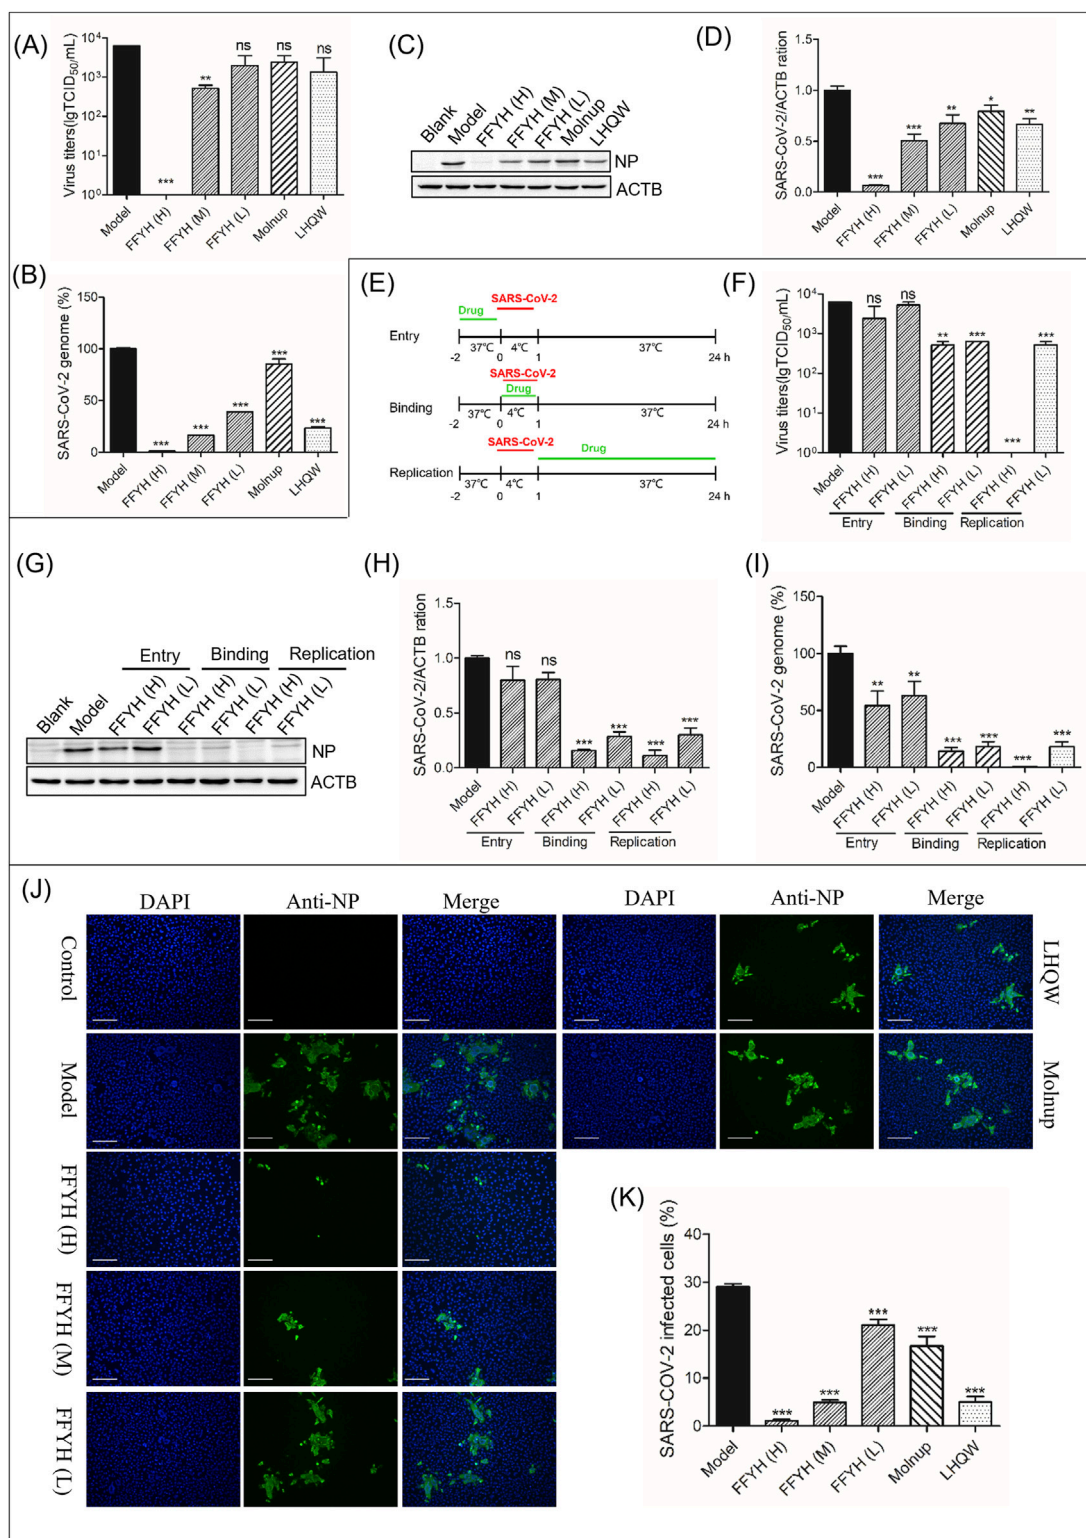 (A)
Virus titers(lgTCID50/mL)
10^4
10^3
10^2
10^1
10^0
***
**
ns
ns
ns
Model
FFYH (H)
FFYH (M)
FFYH (L)
Molnup
LHQW
(C)
Blank
Model
FFYH (H)
FFYH (M)
FFYH (L)
Molnup
LHQW
NP
ACTB
(D)
SARS-CoV-2/ACTB ration
1.5
1.0
0.5
0.0
***
***
**
*
**
Model
FFYH (H)
FFYH (M)
FFYH (L)
Molnup
LHQW
(B)
SARS-CoV-2 genome (%)
150
100
50
0
***
***
***
***
***
Model
FFYH (H)
FFYH (M)
FFYH (L)
Molnup
LHQW
(E)
SARS-CoV-2
Drug
Entry
37℃ 4℃ 37℃
-2 0 1 24 h
SARS-CoV-2
Drug
Binding
37℃ 4℃ 37℃
-2 0 1 24 h
SARS-CoV-2
Drug
Replication
37℃ 4℃ 37℃
-2 0 1 24 h
(F)
Virus titers(lgTCID50/mL)
10^4
10^3
10^2
10^1
10^0
ns
ns
**
***
***
***
Model
FFYH (H)
FFYH (L)
FFYH (H)
FFYH (L)
FFYH (H)
FFYH (L)
Entry Binding Replication
(G)
Entry Binding Replication
Blank
Model
FFYH (H)
FFYH (L)
FFYH (H)
FFYH (L)
FFYH (H)
FFYH (L)
NP
ACTB
(H)
SARS-CoV-2/ACTB ration
1.5
1.0
0.5
0.0
ns
ns
***
***
***
***
Model
FFYH (H)
FFYH (L)
FFYH (H)
FFYH (L)
FFYH (H)
FFYH (L)
Entry Binding Replication
(I)
SARS-CoV-2 genome (%)
150
100
50
0
**
**
***
***
***
***
Model
FFYH (H)
FFYH (L)
FFYH (H)
FFYH (L)
FFYH (H)
FFYH (L)
Entry Binding Replication
(J)
DAPI Anti-NP Merge
DAPI Anti-NP Merge
Control
Model
FFYH (H)
FFYH (M)
FFYH (L)
LHQW
Molnup
(K)
SARS-COV-2 infected cells (%)
40
30
20
10
0
***
***
***
***
***
Model
FFYH (H)
FFYH (M)
FFYH (L)
Molnup
LHQW